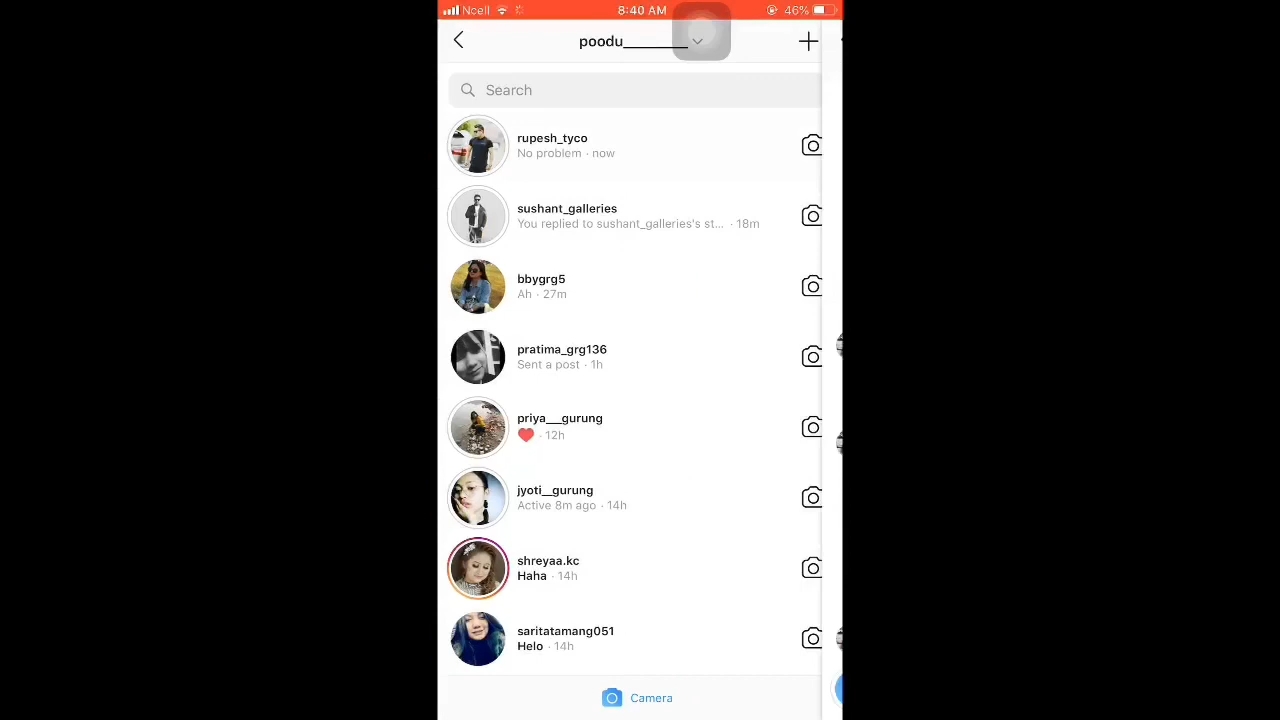 Ncell 8:40 AM 46%
poodu________
Search
rupesh_tyco
No problem · now
sushant_galleries
You replied to sushant_galleries's st... · 18m
bbygrg5
Ah · 27m
pratima_grg136
Sent a post · 1h
priya___gurung
❤️ · 12h
jyoti__gurung
Active 8m ago · 14h
shreyaa.kc
Haha · 14h
saritatamang051
Helo · 14h
Camera